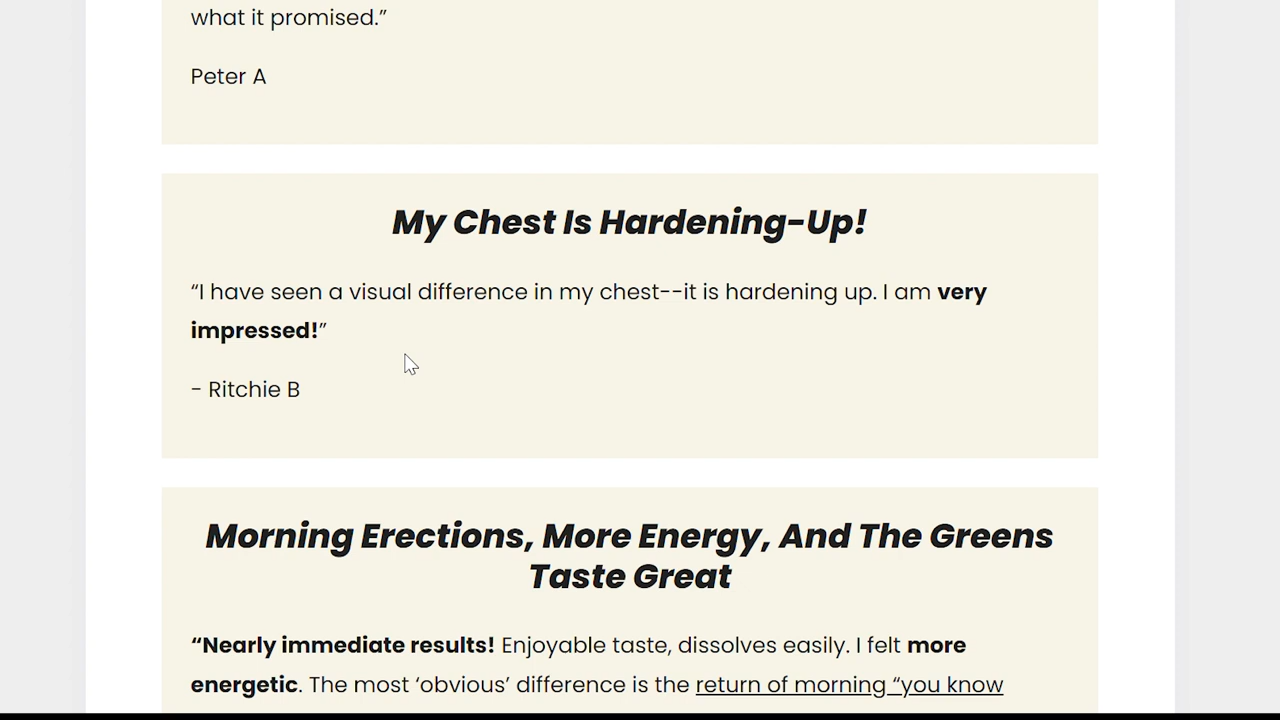 what it promised.”
Peter A
My Chest Is Hardening-Up!
“I have seen a visual difference in my chest--it is hardening up. I am very
impressed!”
- Ritchie B
Morning Erections, More Energy, And The Greens
Taste Great
“Nearly immediate results! Enjoyable taste, dissolves easily. I felt more
energetic. The most ‘obvious’ difference is the return of morning “you know